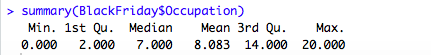 > summary(BlackFriday$Occupation)
Min. 1st Qu. Median Mean 3rd Qu. Max.
0.000 2.000 7.000 8.083 14.000 20.000